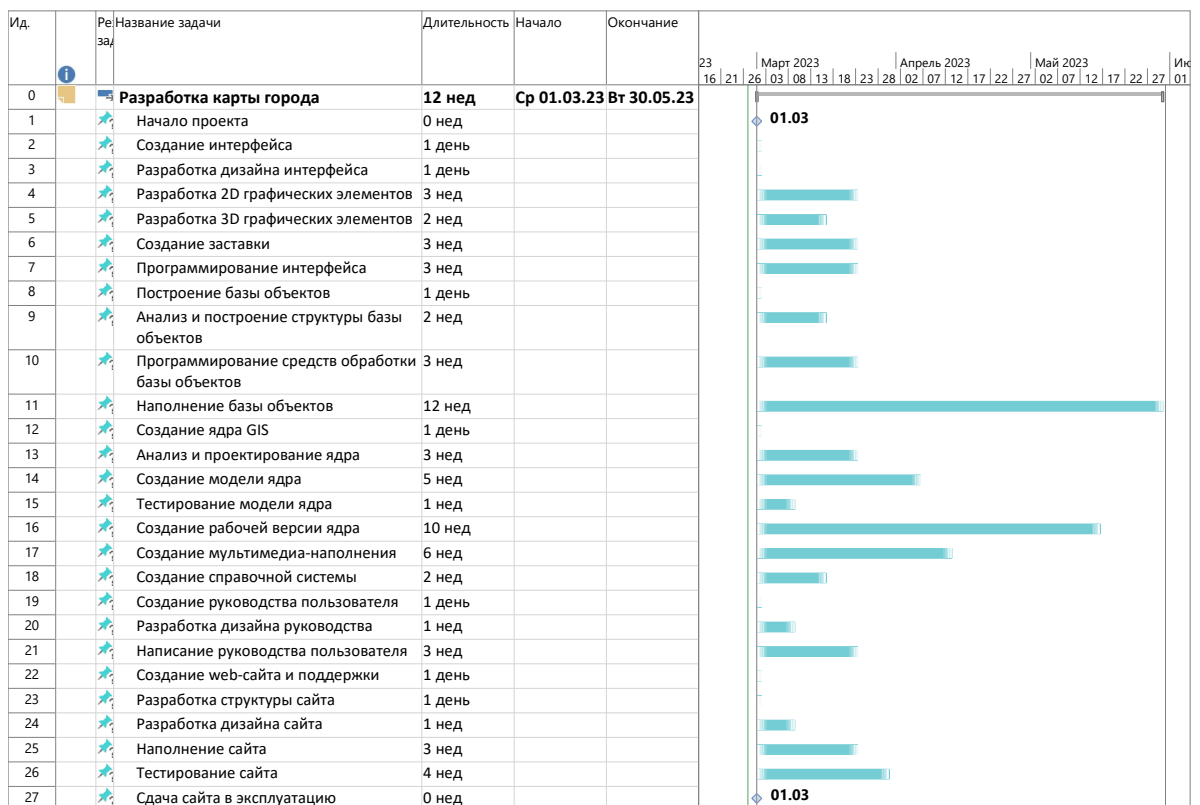 Ид. Ре Название задачи Длительность Начало Окончание
зад
23 Март 2023 Апрель 2023 Май 2023 Ию
16 21 26 03 08 13 18 23 28 02 07 12 17 22 27 02 07 12 17 22 27 01
0 Разработка карты города 12 нед Ср 01.03.23 Вт 30.05.23
1 Начало проекта 0 нед 01.03
2 Создание интерфейса 1 день
3 Разработка дизайна интерфейса 1 день
4 Разработка 2D графических элементов 3 нед
5 Разработка 3D графических элементов 2 нед
6 Создание заставки 3 нед
7 Программирование интерфейса 3 нед
8 Построение базы объектов 1 день
9 Анализ и построение структуры базы 2 нед
объектов
10 Программирование средств обработки 3 нед
базы объектов
11 Наполнение базы объектов 12 нед
12 Создание ядра GIS 1 день
13 Анализ и проектирование ядра 3 нед
14 Создание модели ядра 5 нед
15 Тестирование модели ядра 1 нед
16 Создание рабочей версии ядра 10 нед
17 Создание мультимедиа-наполнения 6 нед
18 Создание справочной системы 2 нед
19 Создание руководства пользователя 1 день
20 Разработка дизайна руководства 1 нед
21 Написание руководства пользователя 3 нед
22 Создание web-сайта и поддержки 1 день
23 Разработка структуры сайта 1 день
24 Разработка дизайна сайта 1 нед
25 Наполнение сайта 3 нед
26 Тестирование сайта 4 нед
27 Сдача сайта в эксплуатацию 0 нед 01.03